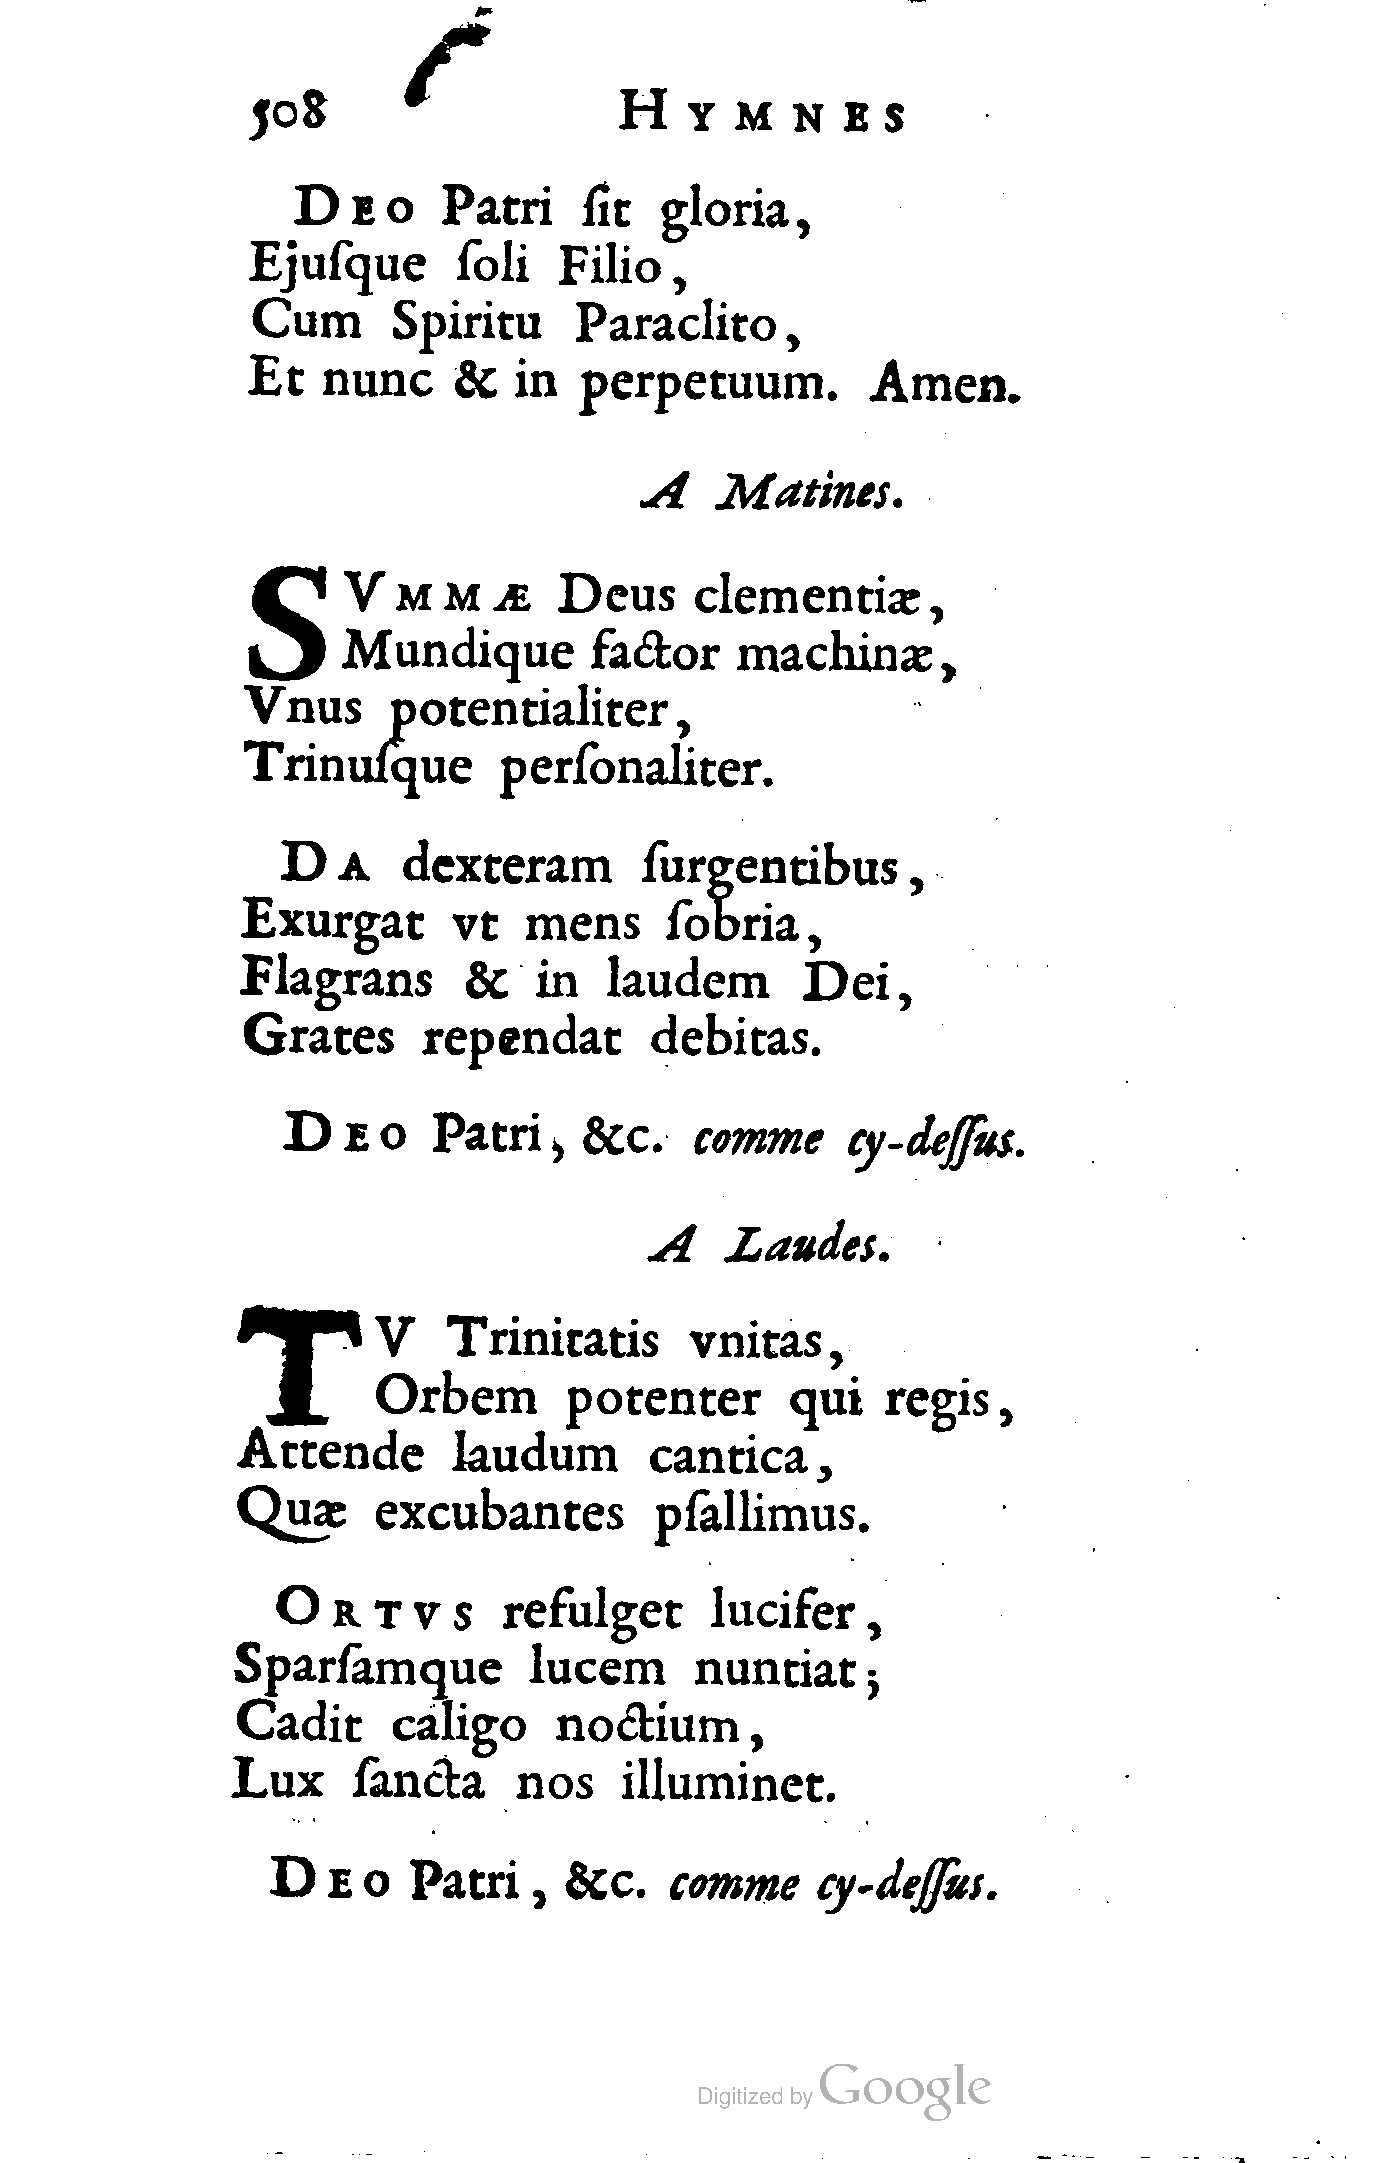 508 HYMNES
DEO Patri ſit gloria,
Ejuſque ſoli Filio,
Cum Spiritu Paraclito,
Et nunc & in perpetuum. Amen.
A Matines.
SVMMÆ Deus clementiæ,
Mundique factor machinæ,
Vnus potentialiter,
Trinuſque perſonaliter.
DA dexteram ſurgentibus,
Exurgat vt mens ſobria,
Flagrans & in laudem Dei,
Grates rependat debitas.
DEO Patri, &c. comme cy-deſſus.
A Laudes.
TV Trinitatis vnitas,
Orbem potenter qui regis,
Attende laudum cantica,
Quæ excubantes pſallimus.
ORTVS refulget lucifer,
Sparſamque lucem nuntiat;
Cadit caligo noctium,
Lux ſancta nos illuminet.
DEO Patri, &c. comme cy-deſſus.
Digitized by Google